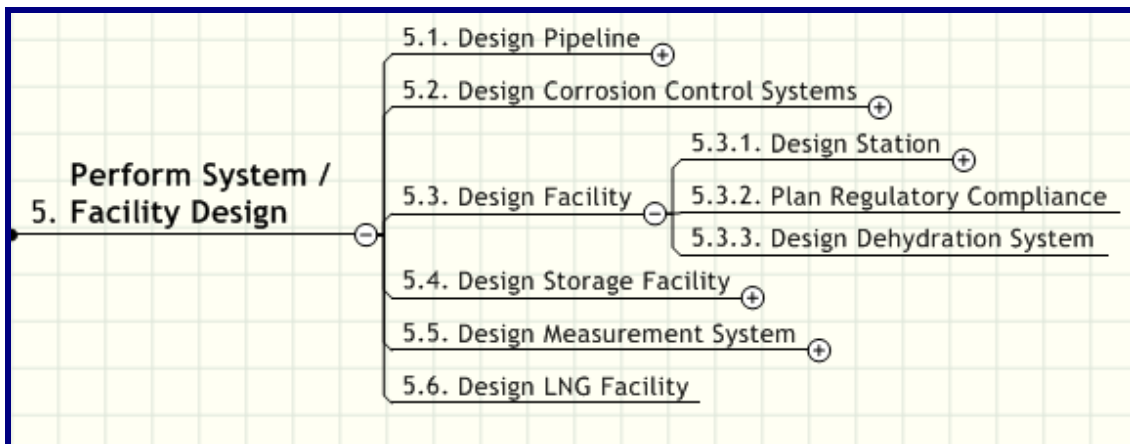 5. Perform System /
Facility Design
5.1. Design Pipeline
5.2. Design Corrosion Control Systems
5.3. Design Facility
5.3.1. Design Station
5.3.2. Plan Regulatory Compliance
5.3.3. Design Dehydration System
5.4. Design Storage Facility
5.5. Design Measurement System
5.6. Design LNG Facility